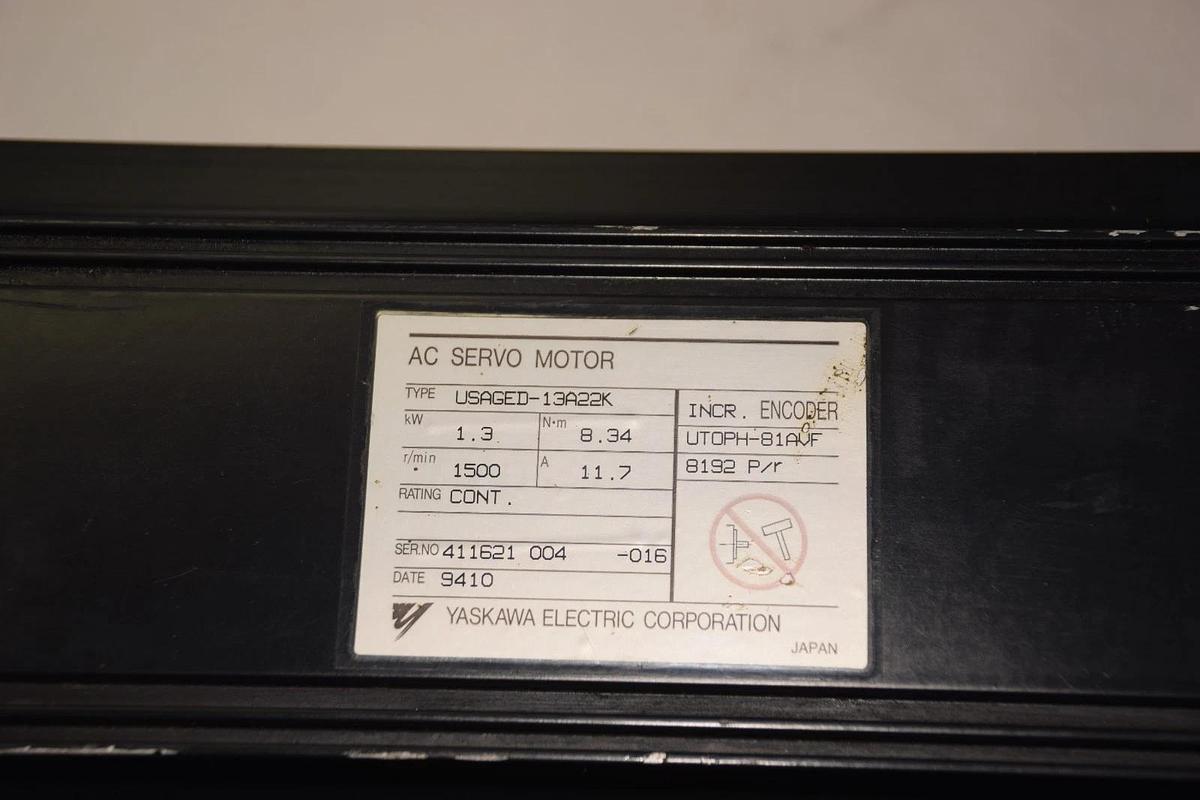 AC SERVO MOTOR
TYPE USAGED-13A22K
kW 1.3 N·m 8.34
r/min 1500 A 11.7
RATING CONT.
SER.NO 411621 004 -016
DATE 9410
INCR. ENCODER
UTOPH-81AVF
8192 P/r
YASKAWA ELECTRIC CORPORATION
JAPAN